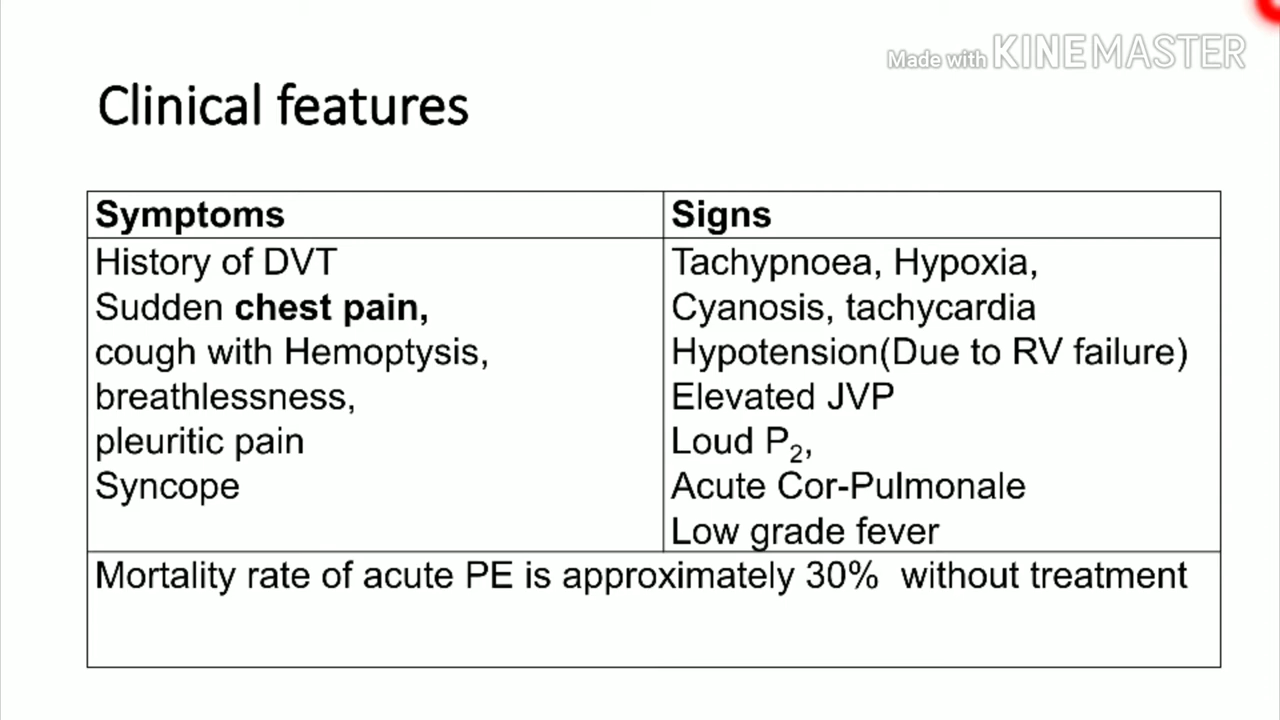 Made with KINEMASTER
Clinical features
Symptoms
History of DVT
Sudden chest pain,
cough with Hemoptysis,
breathlessness,
pleuritic pain
Syncope
Signs
Tachypnoea, Hypoxia,
Cyanosis, tachycardia
Hypotension(Due to RV failure)
Elevated JVP
Loud P₂,
Acute Cor-Pulmonale
Low grade fever
Mortality rate of acute PE is approximately 30% without treatment